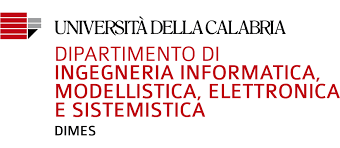 UNIVERSITÀ DELLA CALABRIA
DIPARTIMENTO DI
INGEGNERIA INFORMATICA,
MODELLISTICA, ELETTRONICA
E SISTEMISTICA
DIMES